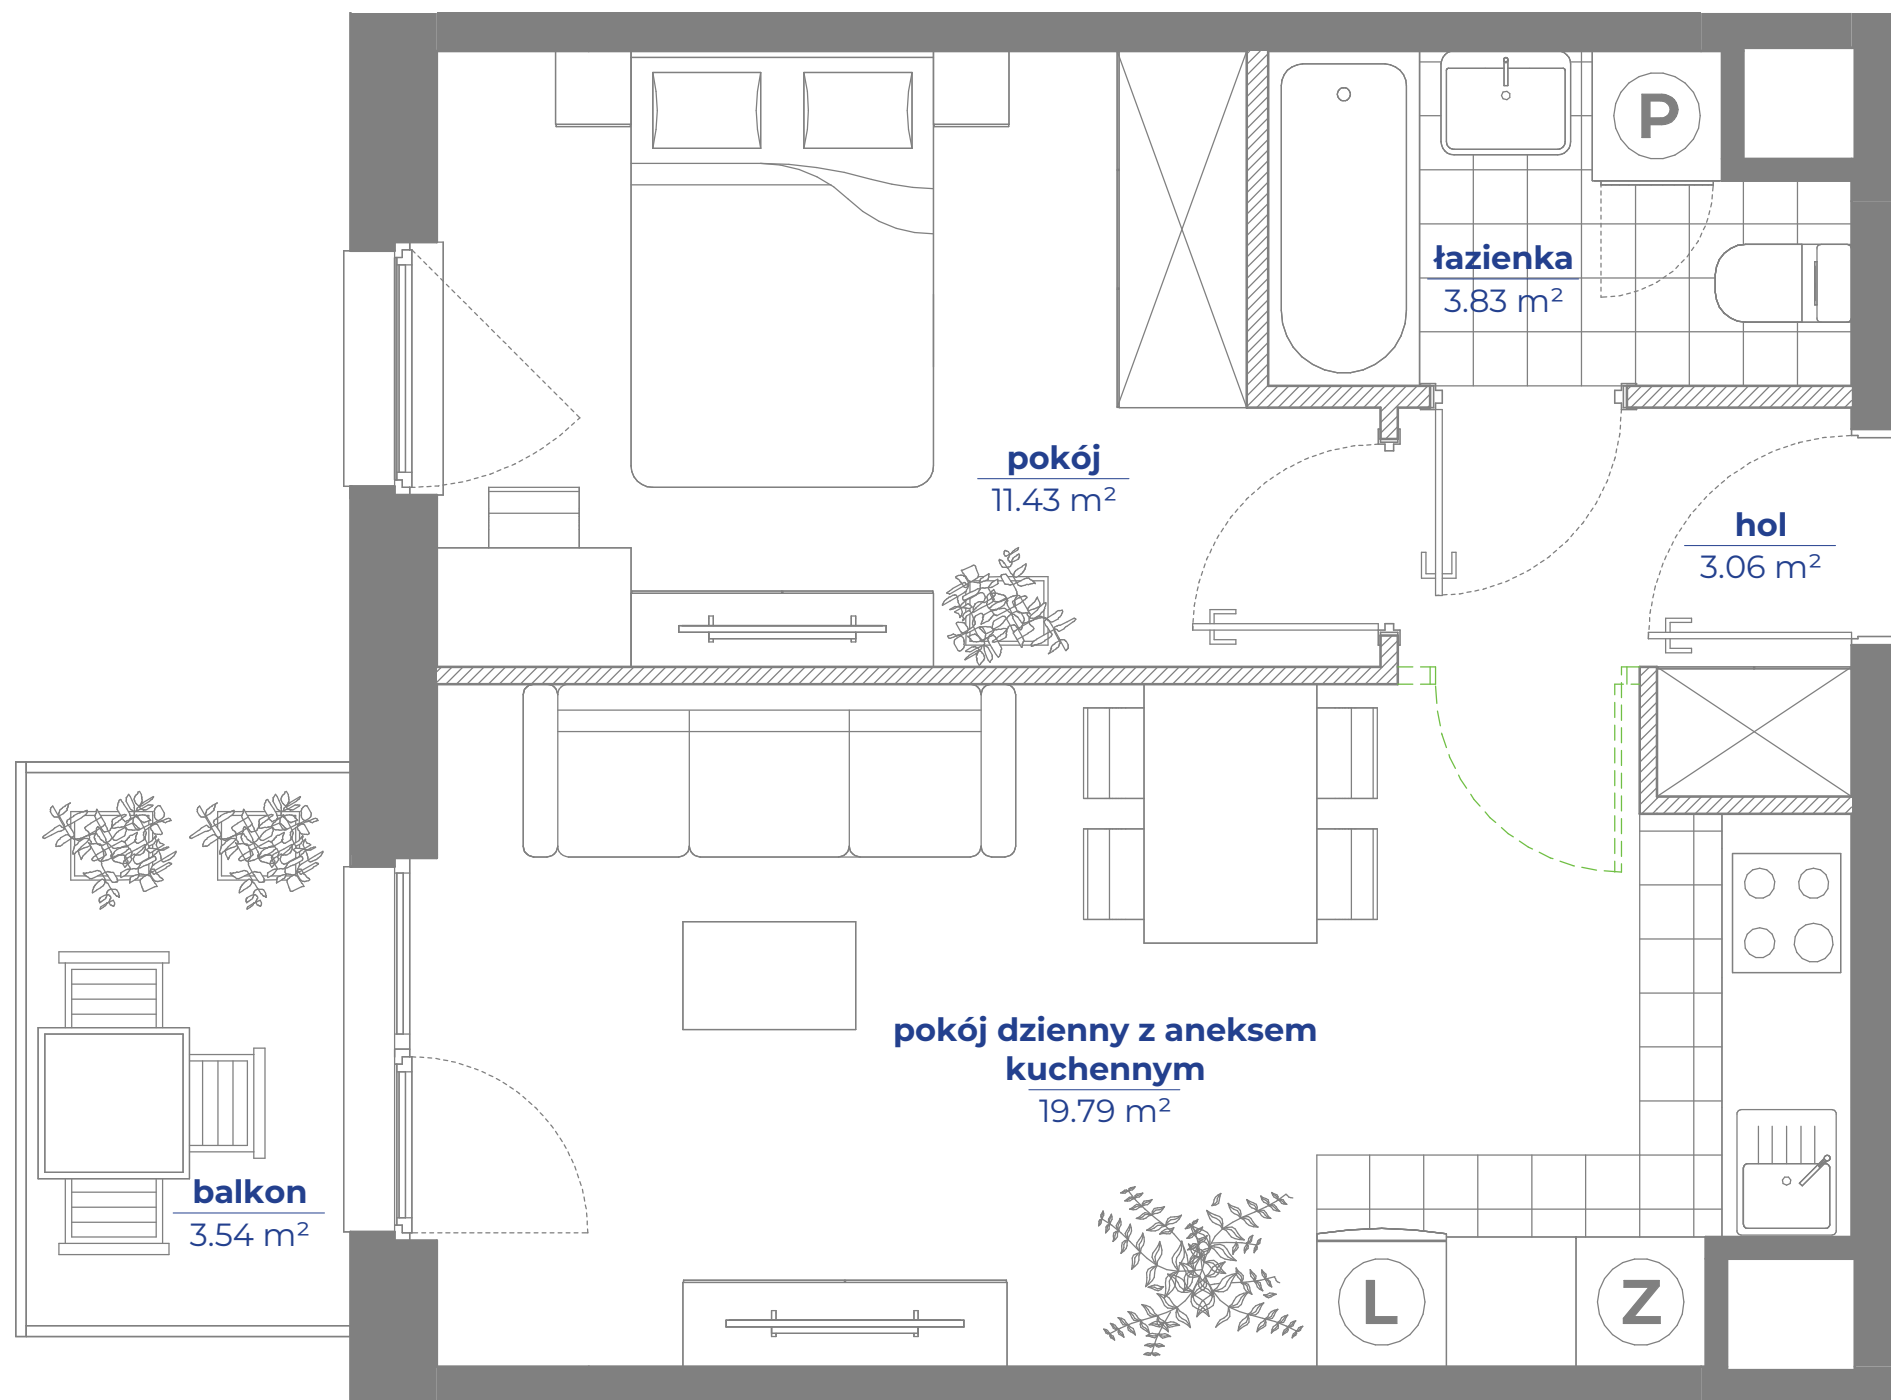 P
łazienka
3.83 m²
pokój
11.43 m²
hol
3.06 m²
pokój dzienny z aneksem
kuchennym
19.79 m²
balkon
3.54 m²
L
Z